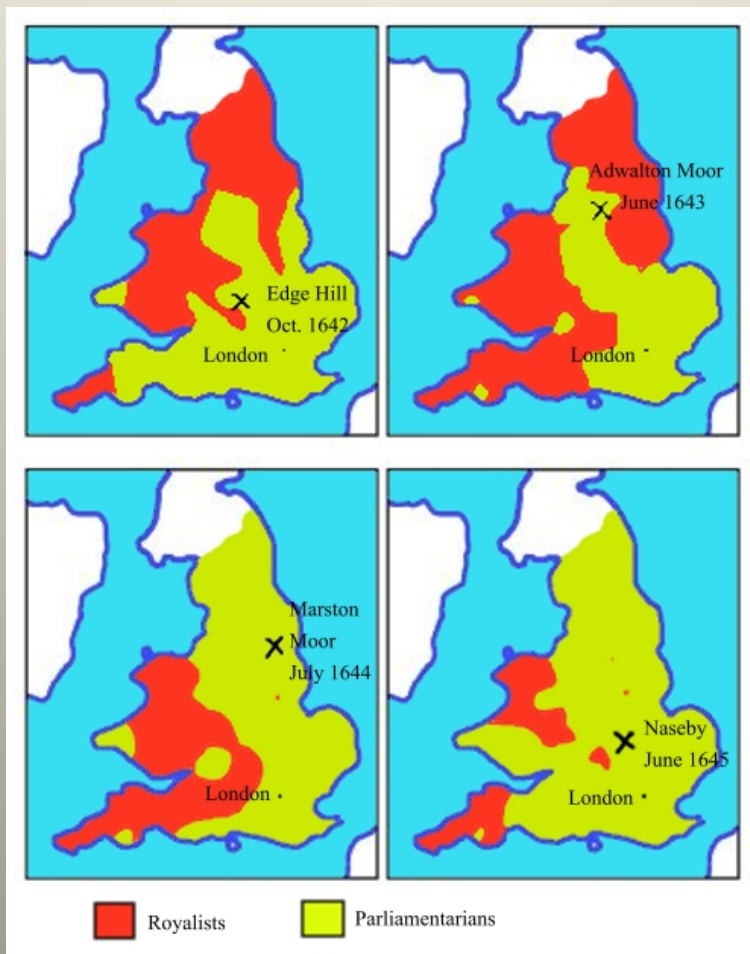 Edge Hill
Oct. 1642
London
Adwalton Moor
June 1643
London
Marston
Moor
July 1644
London
Naseby
June 1645
London
Royalists
Parliamentarians